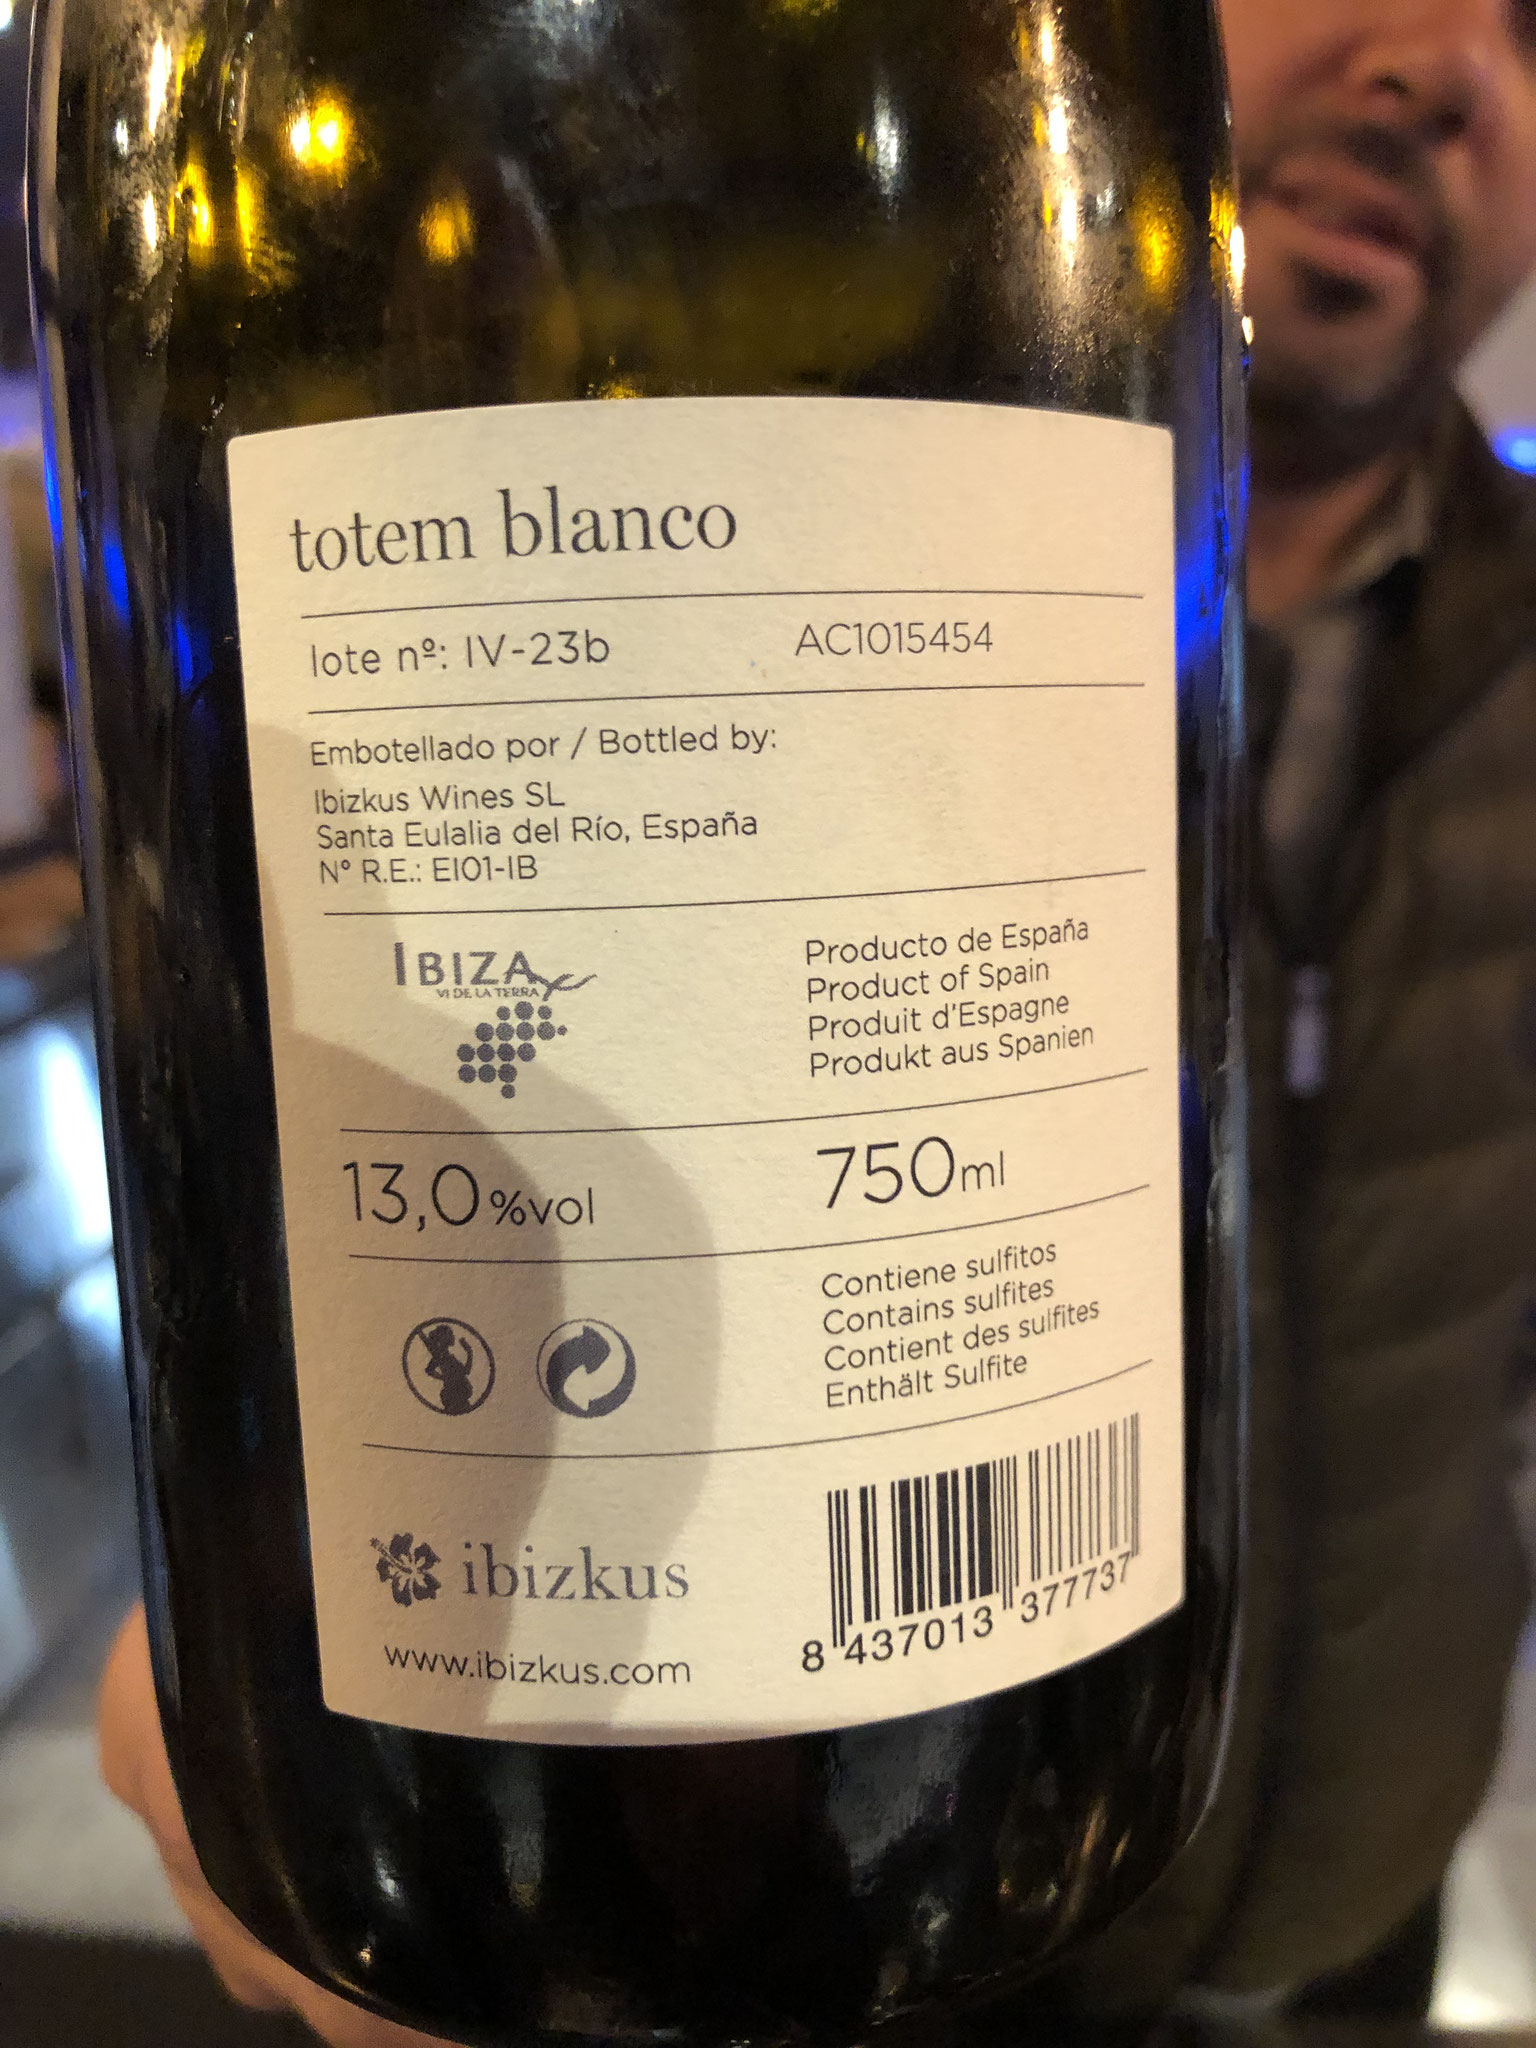 totem blanco
lote nº: IV-23b AC1015454
Embotellado por / Bottled by:
Ibizkus Wines SL
Santa Eulalia del Río, España
N° R.E.: EI01-IB
IBIZA
VI DE LA TERRA
Producto de España
Product of Spain
Produit d'Espagne
Produkt aus Spanien
13,0%vol 750ml
Contiene sulfitos
Contains sulfites
Contient des sulfites
Enthält Sulfite
ibizkus
www.ibizkus.com
8 437013 377737